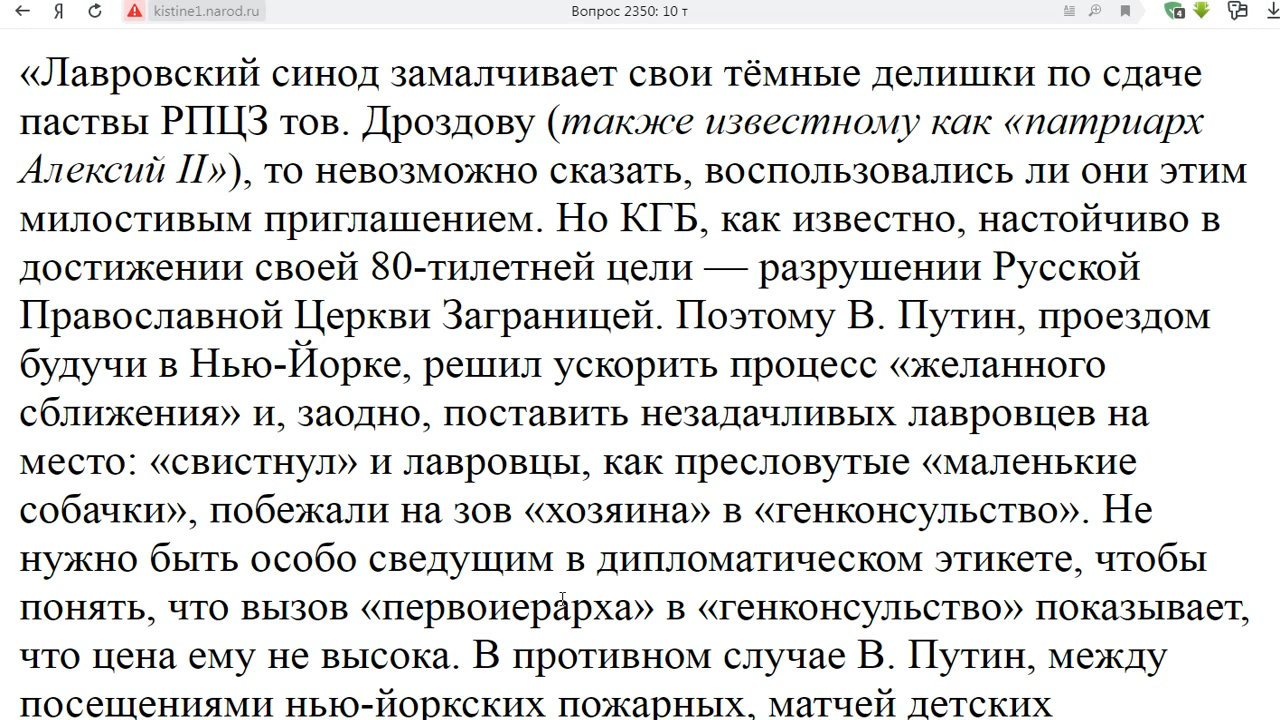 kistine1.narod.ru
Вопрос 2350: 10 т
4
«Лавровский синод замалчивает свои тёмные делишки по сдаче
паствы РПЦЗ тов. Дроздову (также известному как «патриарх
Алексий II»), то невозможно сказать, воспользовались ли они этим
милостивым приглашением. Но КГБ, как известно, настойчиво в
достижении своей 80-тилетней цели — разрушении Русской
Православной Церкви Заграницей. Поэтому В. Путин, проездом
будучи в Нью-Йорке, решил ускорить процесс «желанного
сближения» и, заодно, поставить незадачливых лавровцев на
место: «свистнул» и лавровцы, как пресловутые «маленькие
собачки», побежали на зов «хозяина» в «генконсульство». Не
нужно быть особо сведущим в дипломатическом этикете, чтобы
понять, что вызов «первоиерарха» в «генконсульство» показывает,
что цена ему не высока. В противном случае В. Путин, между
посещениями нью-йоркских пожарных, матчей детских